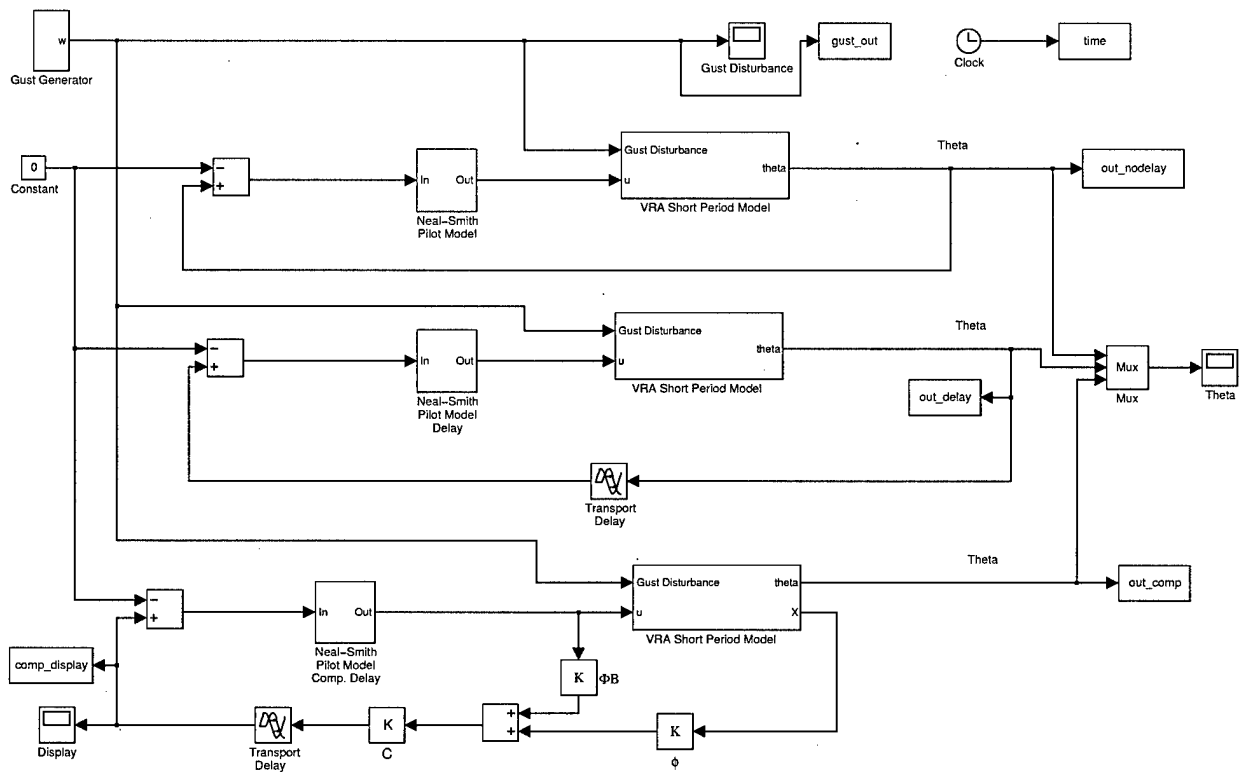 w
Gust Generator
Gust Disturbance
gust_out
Clock
time
0
Constant
−
+
In Out
Neal−Smith
Pilot Model
Gust Disturbance
u
theta
VRA Short Period Model
Theta
out_nodelay
−
+
In Out
Neal−Smith
Pilot Model
Delay
Gust Disturbance
u
theta
VRA Short Period Model
Theta
out_delay
Mux
Mux
Theta
Transport
Delay
−
+
In Out
Neal−Smith
Pilot Model
Comp. Delay
Gust Disturbance
u
theta
X
VRA Short Period Model
Theta
out_comp
comp_display
Display
Transport
Delay
K
C
+
+
K
ΦB
K
ϕ